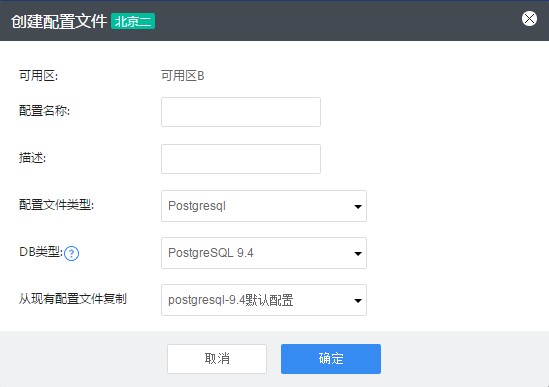 创建配置文件 北京二
可用区: 可用区B
配置名称:
描述:
配置文件类型: Postgresql
DB类型: ? PostgreSQL 9.4
从现有配置文件复制 postgresql-9.4默认配置
取消 确定